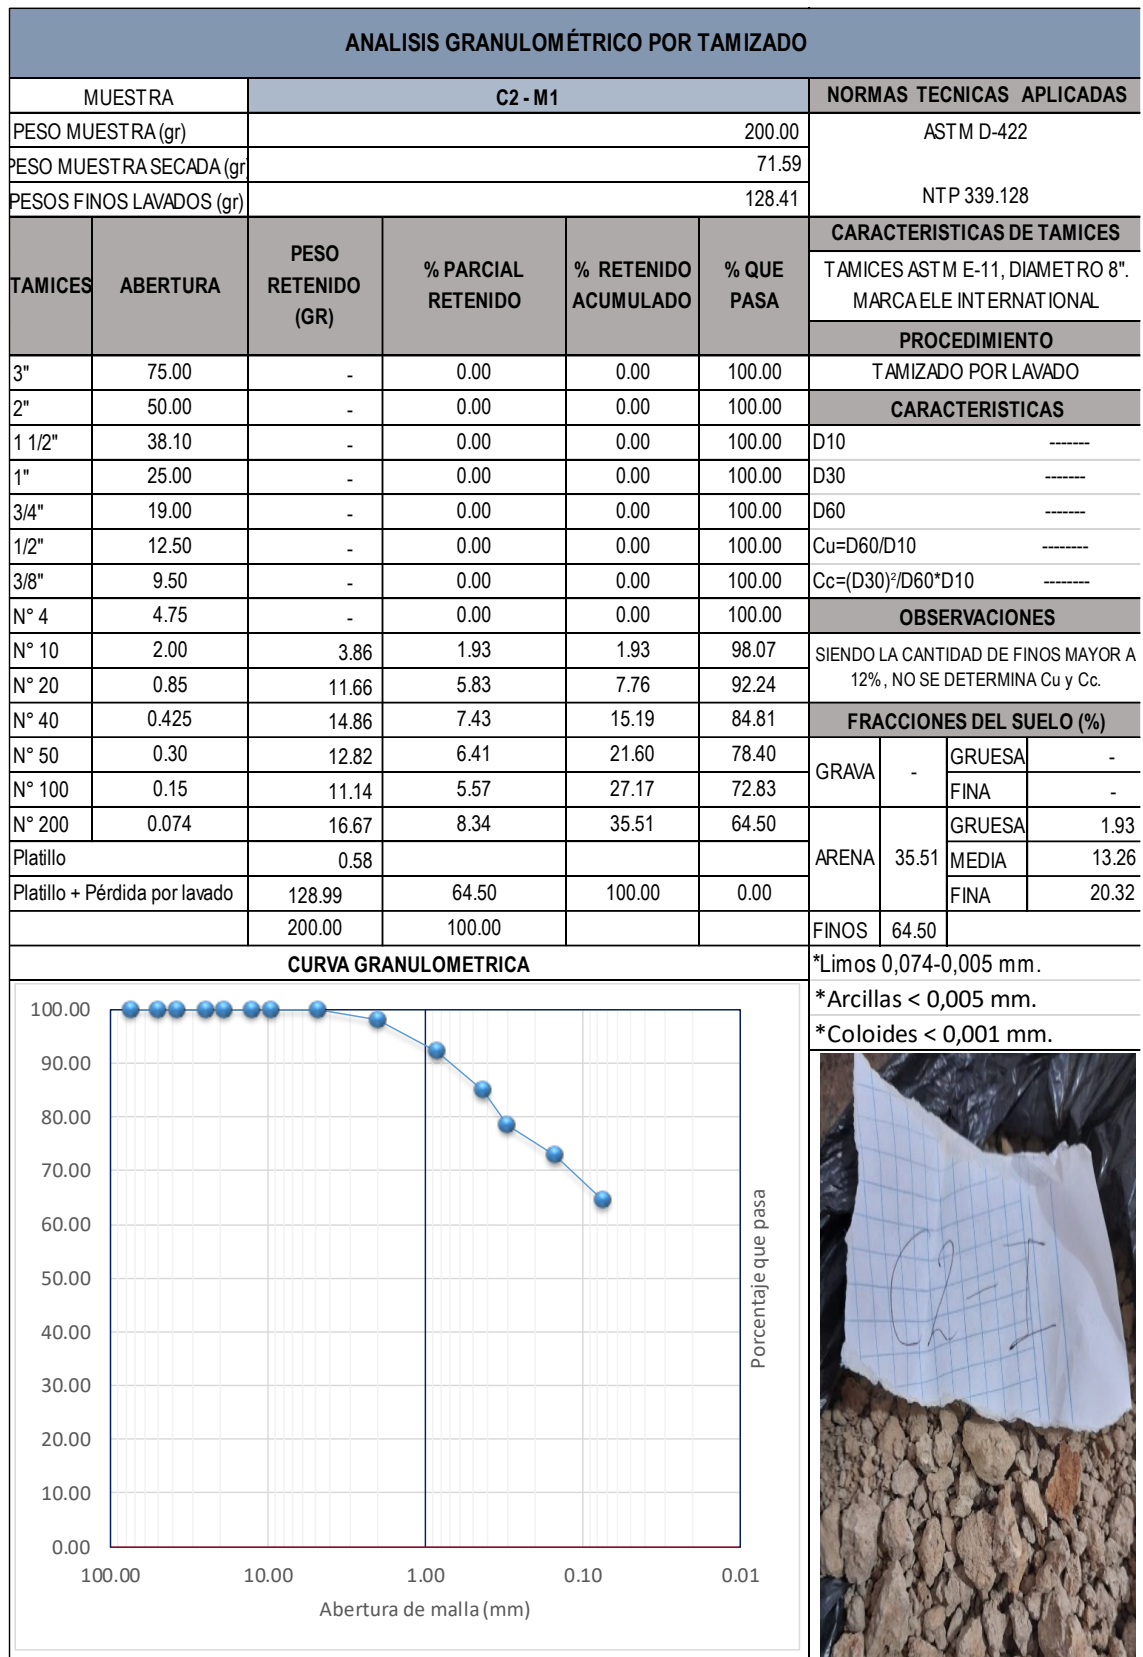 ANALISIS GRANULOMÉTRICO POR TAMIZADO
MUESTRA C2 - M1 NORMAS TECNICAS APLICADAS
PESO MUESTRA (gr) 200.00 ASTM D-422
PESO MUESTRA SECADA (gr) 71.59
PESOS FINOS LAVADOS (gr) 128.41 NTP 339.128
TAMICES ABERTURA PESO RETENIDO (GR) % PARCIAL RETENIDO % RETENIDO ACUMULADO % QUE PASA
CARACTERISTICAS DE TAMICES
TAMICES ASTM E-11, DIAMETRO 8".
MARCA ELE INTERNATIONAL
PROCEDIMIENTO
3" 75.00 - 0.00 0.00 100.00 TAMIZADO POR LAVADO
2" 50.00 - 0.00 0.00 100.00 CARACTERISTICAS
1 1/2" 38.10 - 0.00 0.00 100.00 D10 -------
1" 25.00 - 0.00 0.00 100.00 D30 -------
3/4" 19.00 - 0.00 0.00 100.00 D60 -------
1/2" 12.50 - 0.00 0.00 100.00 Cu=D60/D10 --------
3/8" 9.50 - 0.00 0.00 100.00 Cc=(D30)²/D60*D10 --------
N° 4 4.75 - 0.00 0.00 100.00 OBSERVACIONES
N° 10 2.00 3.86 1.93 1.93 98.07 SIENDO LA CANTIDAD DE FINOS MAYOR A
N° 20 0.85 11.66 5.83 7.76 92.24 12%, NO SE DETERMINA Cu y Cc.
N° 40 0.425 14.86 7.43 15.19 84.81 FRACCIONES DEL SUELO (%)
N° 50 0.30 12.82 6.41 21.60 78.40 GRAVA - GRUESA -
N° 100 0.15 11.14 5.57 27.17 72.83 FINA -
N° 200 0.074 16.67 8.34 35.51 64.50 GRUESA 1.93
Platillo 0.58 ARENA 35.51 MEDIA 13.26
Platillo + Pérdida por lavado 128.99 64.50 100.00 0.00 FINA 20.32
200.00 100.00 FINOS 64.50
CURVA GRANULOMETRICA
*Limos 0,074-0,005 mm.
*Arcillas < 0,005 mm.
*Coloides < 0,001 mm.
100.00
90.00
80.00
70.00
60.00
50.00
40.00
30.00
20.00
10.00
0.00
100.00 10.00 1.00 0.10 0.01
Abertura de malla (mm)
Porcentaje que pasa
C2 - I